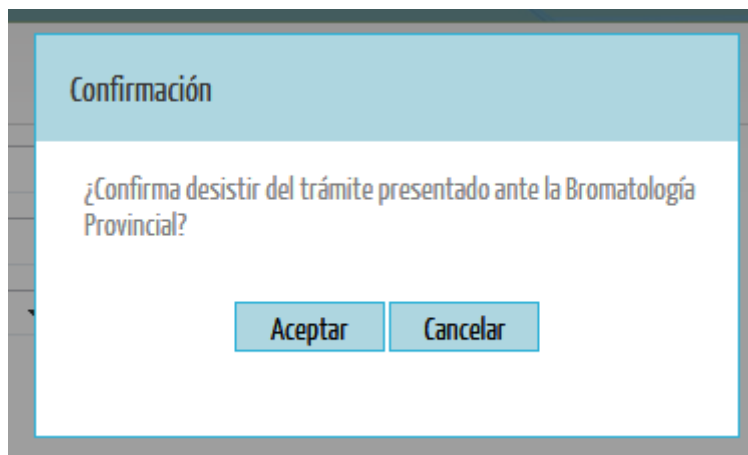 Confirmación
¿Confirma desistir del trámite presentado ante la Bromatología
Provincial?
Aceptar Cancelar